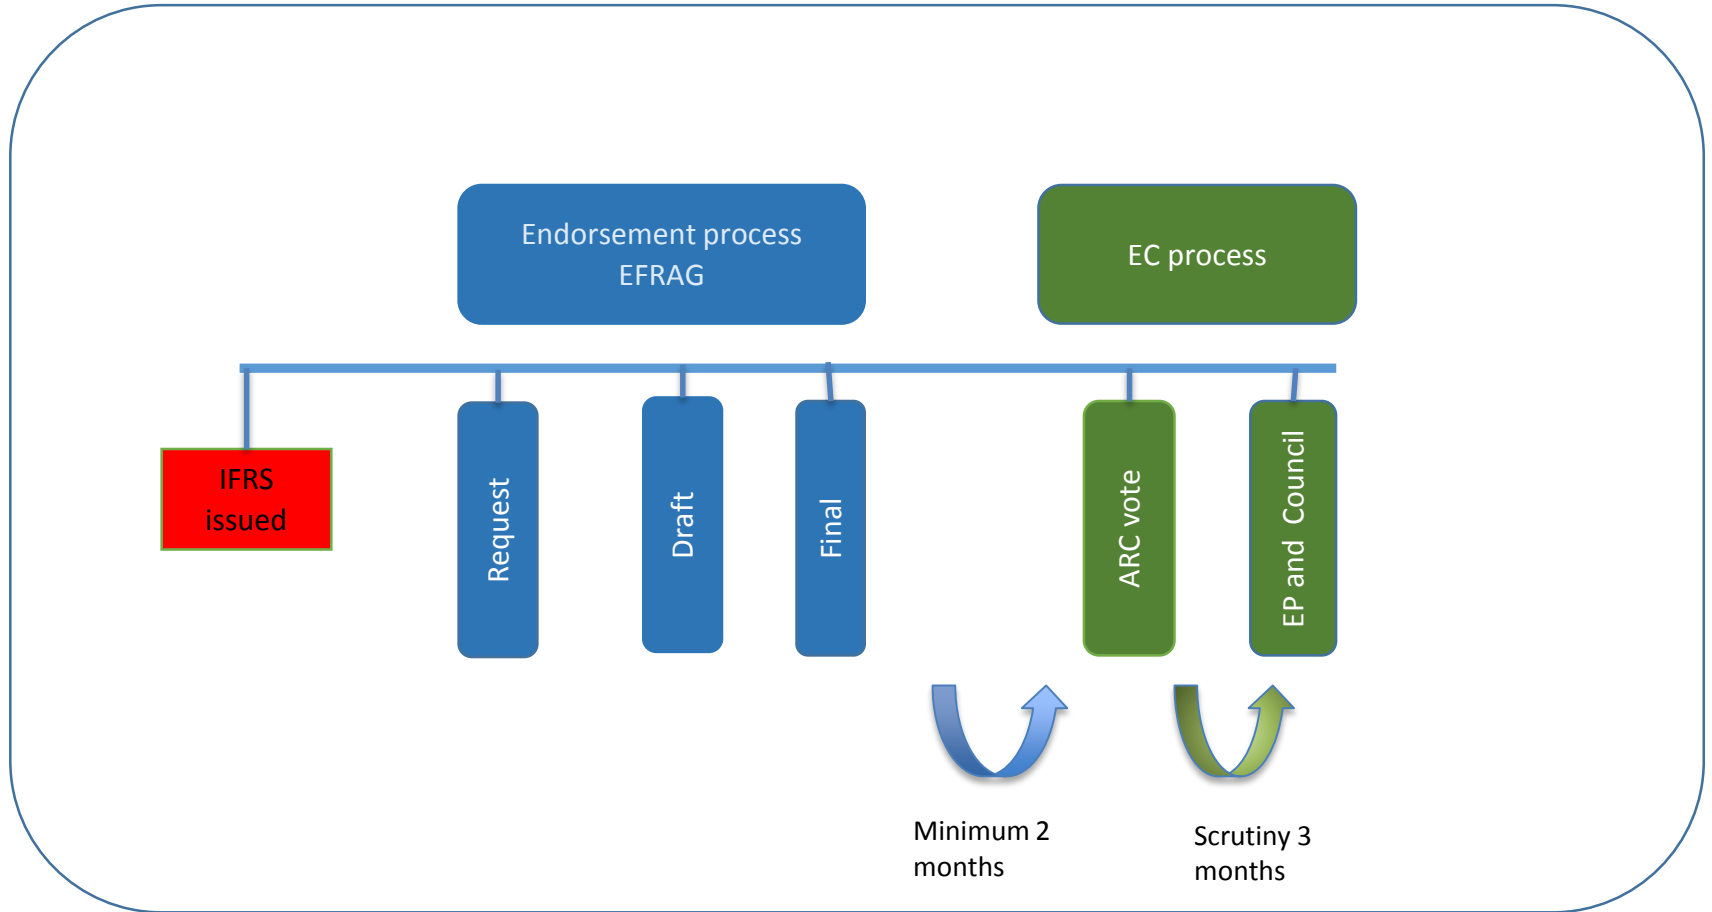 Endorsement process
EFRAG
EC process
IFRS
issued
Request
Draft
Final
ARC vote
EP and Council
Minimum 2
months
Scrutiny 3
months